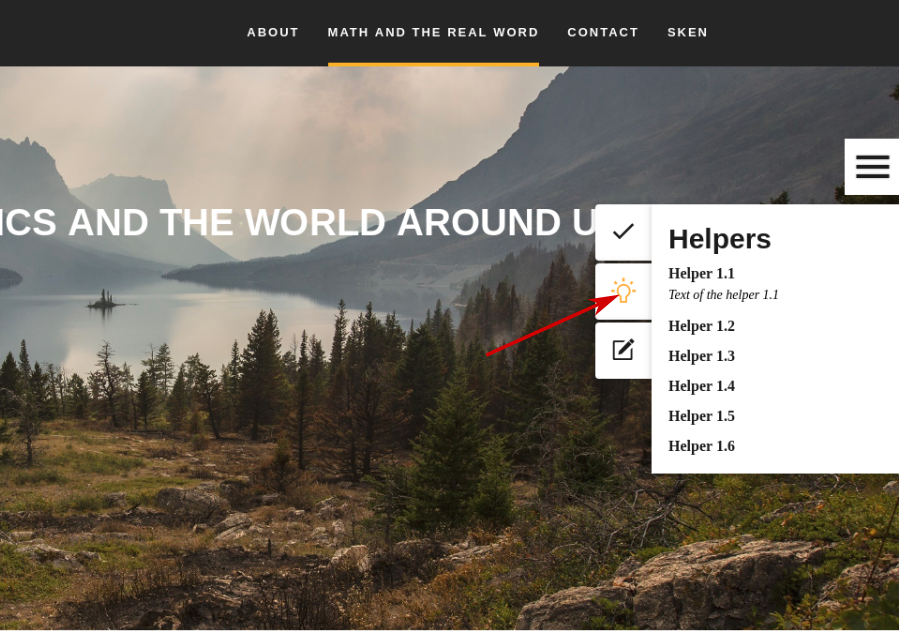 ABOUT MATH AND THE REAL WORD CONTACT SKEN
ICS AND THE WORLD AROUND U
Helpers
Helper 1.1
Text of the helper 1.1
Helper 1.2
Helper 1.3
Helper 1.4
Helper 1.5
Helper 1.6